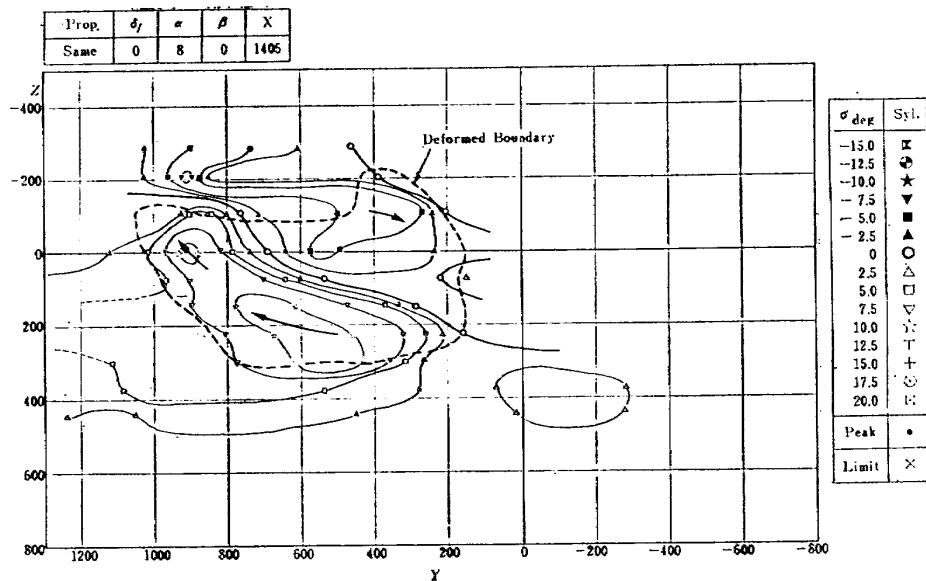 Prop. δf α β X
Same 0 8 0 1405
Z
-400
-200
0
200
400
600
800
1200 1000 800 600 400 200 0 -200 -400 -600 -800
Y
Deformed Boundary
σ deg Syl.
-15.0
-12.5
-10.0
-7.5
-5.0
-2.5
0
2.5
5.0
7.5
10.0
12.5
15.0
17.5
20.0
Peak
Limit